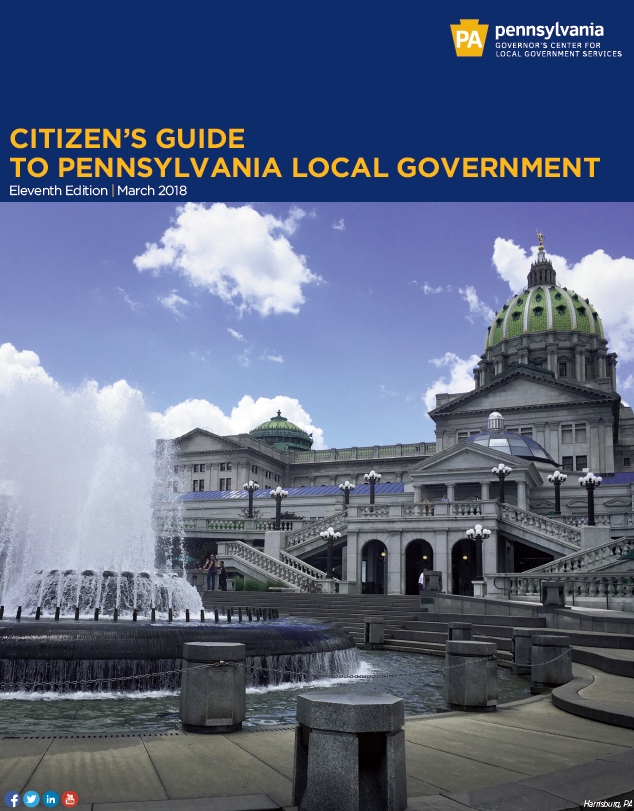 PA
pennsylvania
GOVERNOR'S CENTER FOR
LOCAL GOVERNMENT SERVICES
CITIZEN'S GUIDE
TO PENNSYLVANIA LOCAL GOVERNMENT
Eleventh Edition | March 2018
Harrisburg, PA